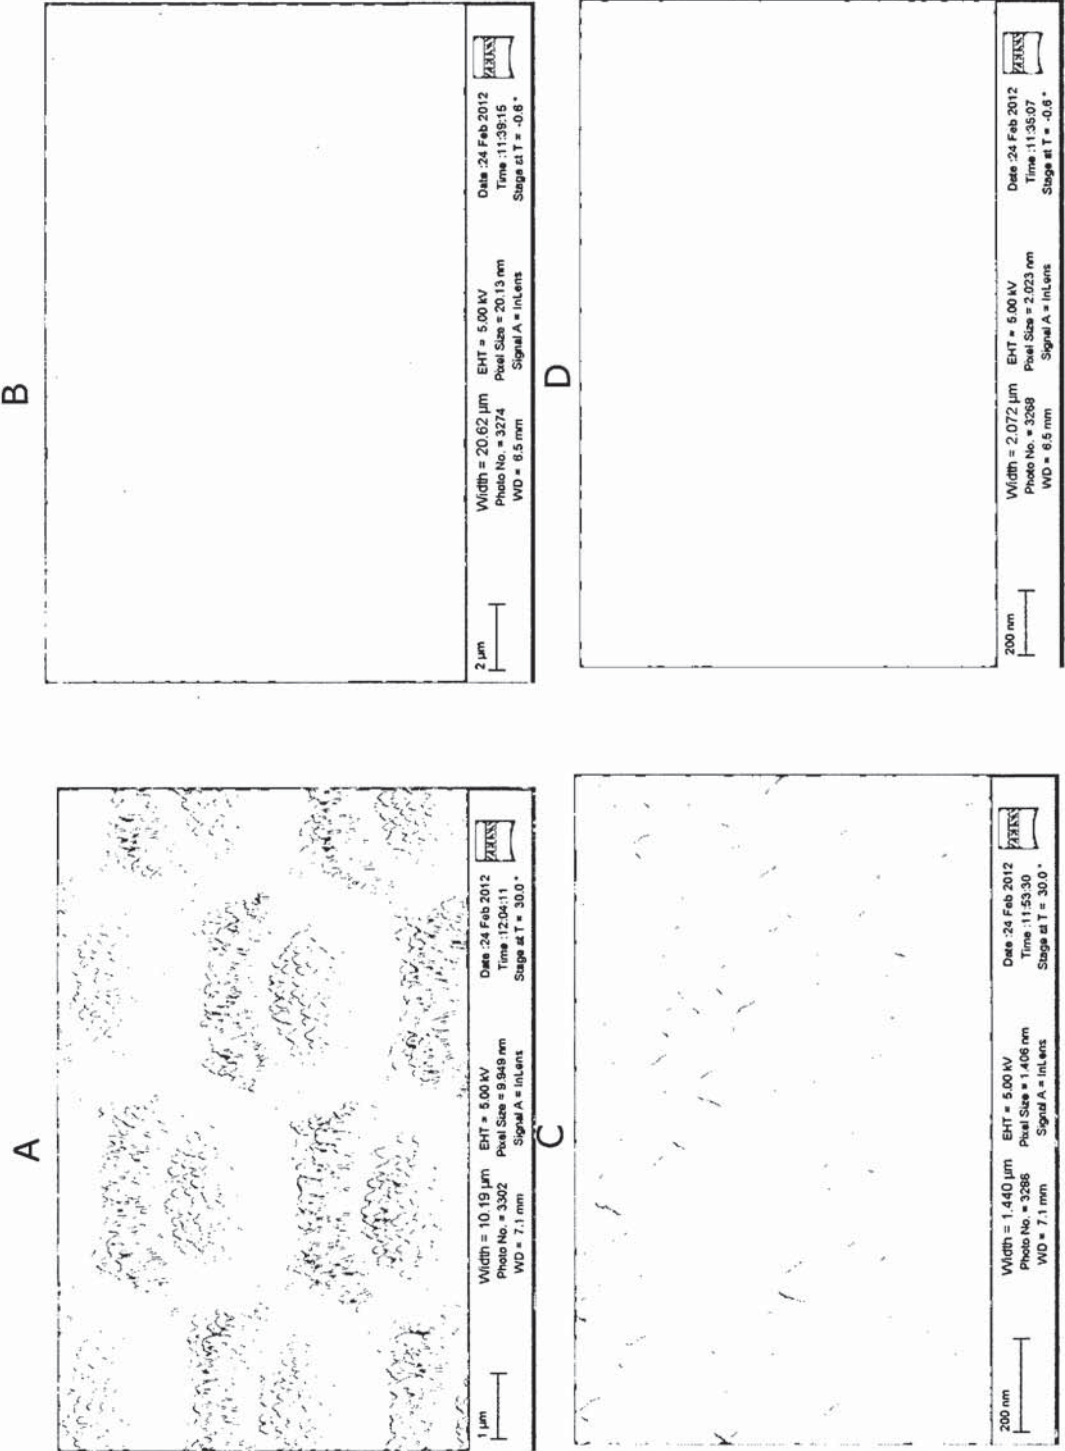 A
1 µm
Width = 10.19 µm EHT = 5.00 kV Date :24 Feb 2012
Photo No. = 3302 Pixel Size = 9.949 nm Time :12:04:11
WD = 7.1 mm Signal A = InLens Stage at T = 30.0 °
ZEISS
B
2 µm
Width = 20.62 µm EHT = 5.00 kV Date :24 Feb 2012
Photo No. = 3274 Pixel Size = 20.13 nm Time :11:39:15
WD = 6.5 mm Signal A = InLens Stage at T = -0.6 °
ZEISS
C
200 nm
Width = 1.440 µm EHT = 5.00 kV Date :24 Feb 2012
Photo No. = 3286 Pixel Size = 1.406 nm Time :11:53:30
WD = 7.1 mm Signal A = InLens Stage at T = 30.0 °
ZEISS
D
200 nm
Width = 2.072 µm EHT = 5.00 kV Date :24 Feb 2012
Photo No. = 3268 Pixel Size = 2.023 nm Time :11:35:07
WD = 6.5 mm Signal A = InLens Stage at T = -0.6 °
ZEISS